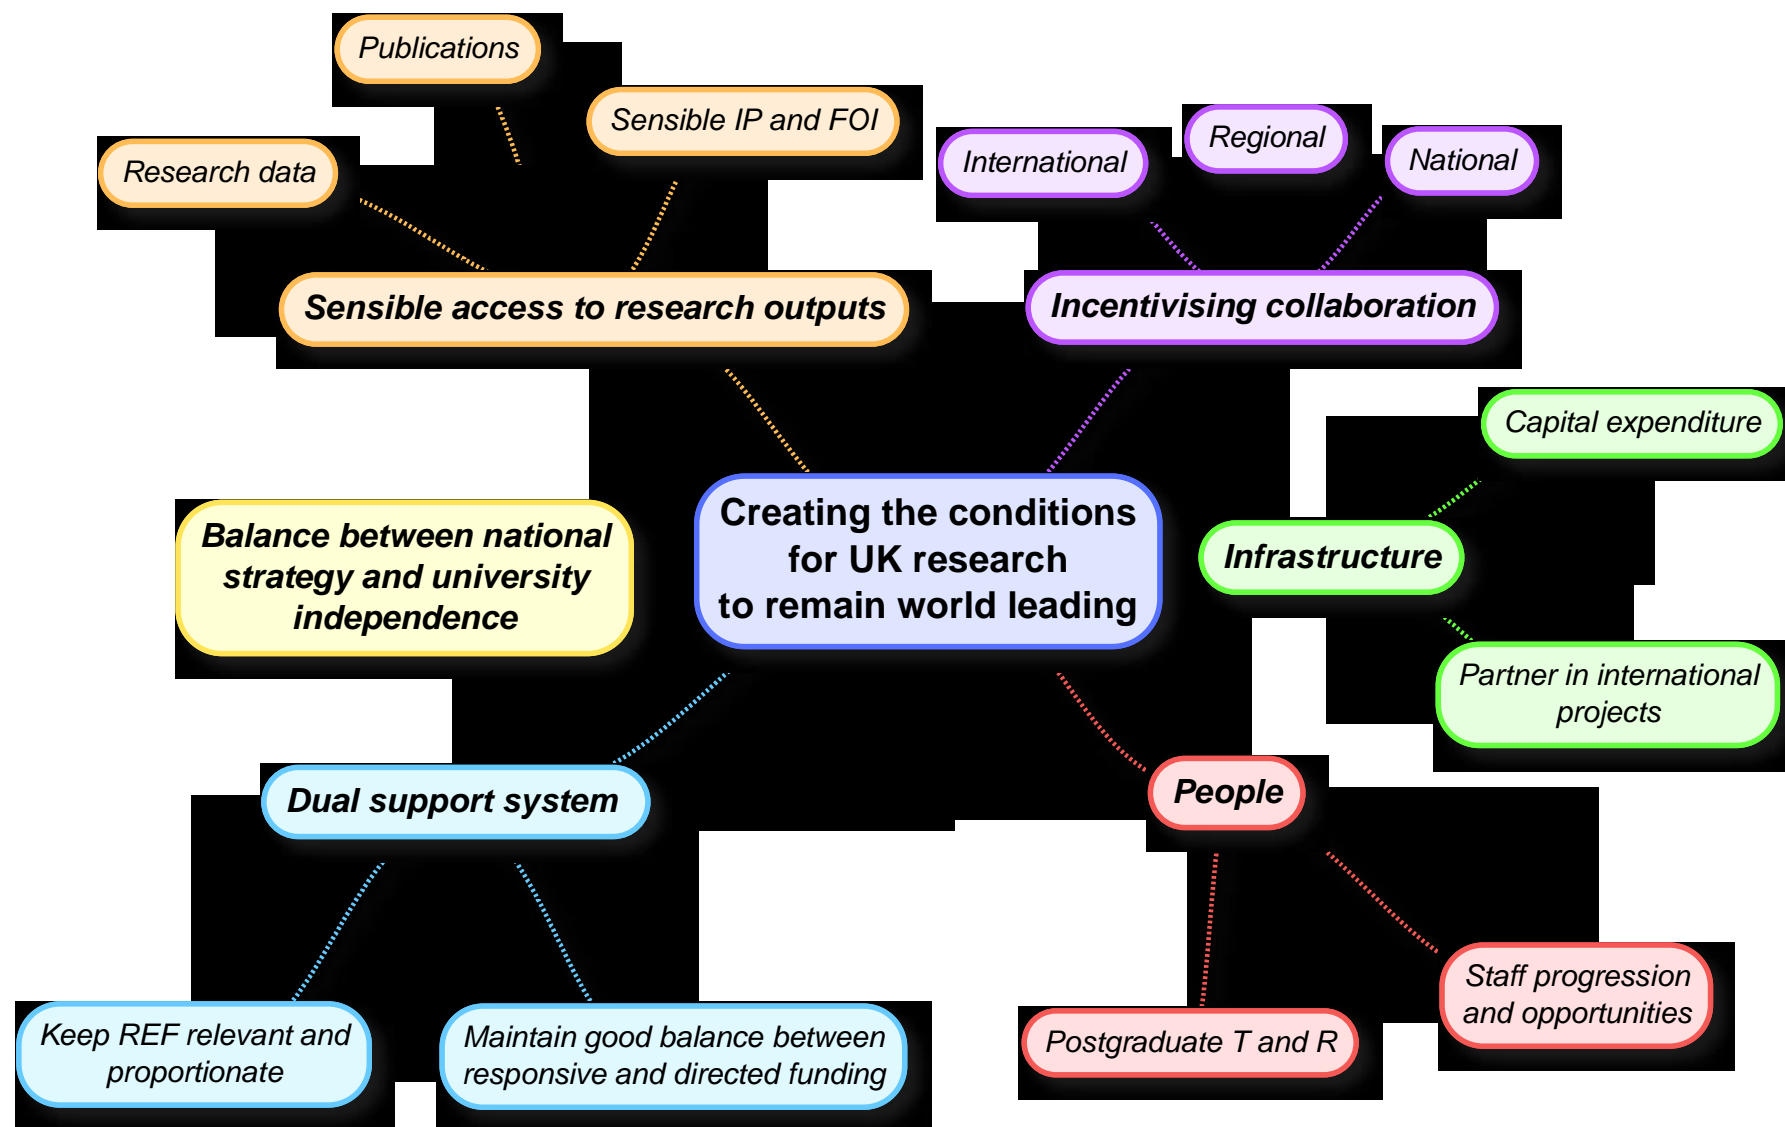 Publications
Sensible IP and FOI
Research data
Sensible access to research outputs
International
Regional
National
Incentivising collaboration
Capital expenditure
Infrastructure
Partner in international
projects
Balance between national
strategy and university
independence
Creating the conditions
for UK research
to remain world leading
Dual support system
Keep REF relevant and
proportionate
Maintain good balance between
responsive and directed funding
People
Postgraduate T and R
Staff progression
and opportunities